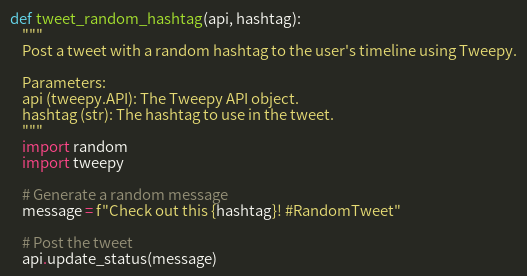 def tweet_random_hashtag(api, hashtag):
    """
    Post a tweet with a random hashtag to the user's timeline using Tweepy.

    Parameters:
    api (tweepy.API): The Tweepy API object.
    hashtag (str): The hashtag to use in the tweet.
    """
    import random
    import tweepy

    # Generate a random message
    message = f"Check out this {hashtag}! #RandomTweet"

    # Post the tweet
    api.update_status(message)